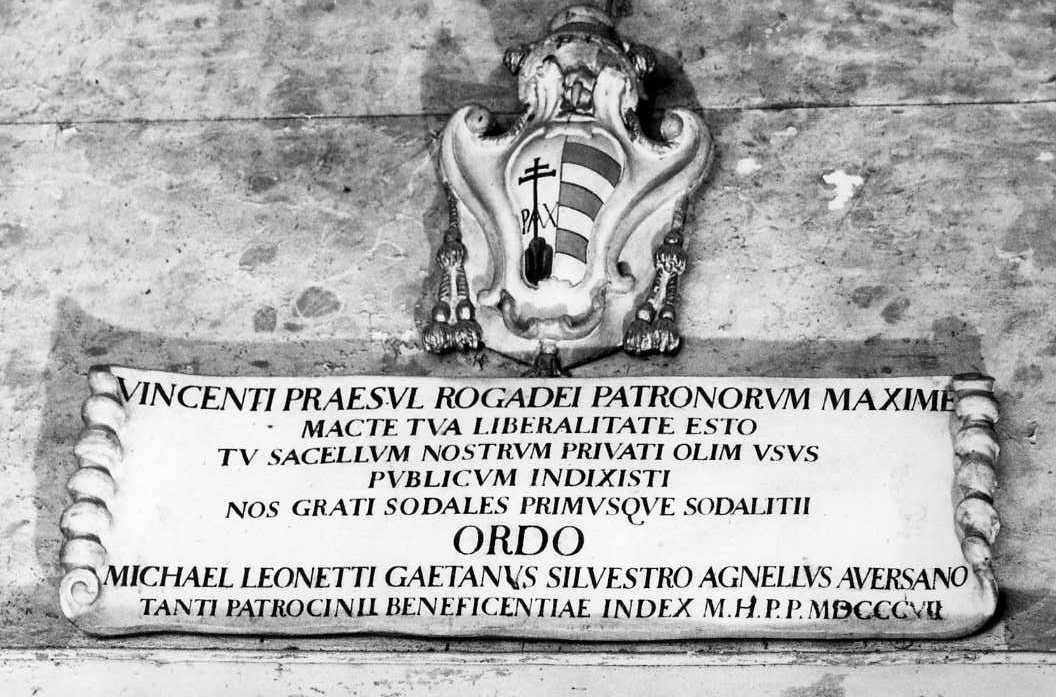 PAX
VINCENTI PRAESVL ROGADEI PATRONORVM MAXIME
MACTE TVA LIBERALITATE ESTO
TV SACELLVM NOSTRVM PRIVATI OLIM VSVS
PVBLICVM INDIXISTI
NOS GRATI SODALES PRIMVSQVE SODALITII
ORDO
MICHAEL LEONETTI GAETANVS SILVESTRO AGNELLVS AVERSANO
TANTI PATROCINII BENEFICENTIAE INDEX M.H.P.P. MDCCCVII